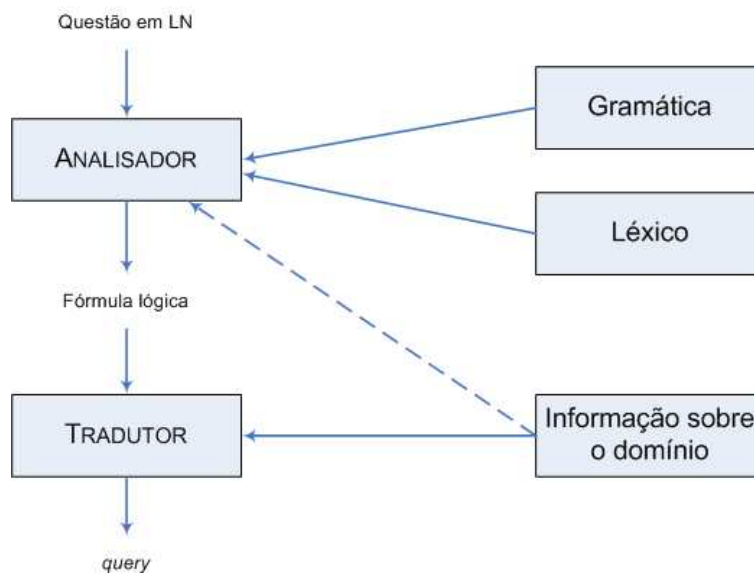 Questão em LN
Gramática
ANALISADOR
Léxico
Fórmula lógica
Informação sobre
o domínio
TRADUTOR
query